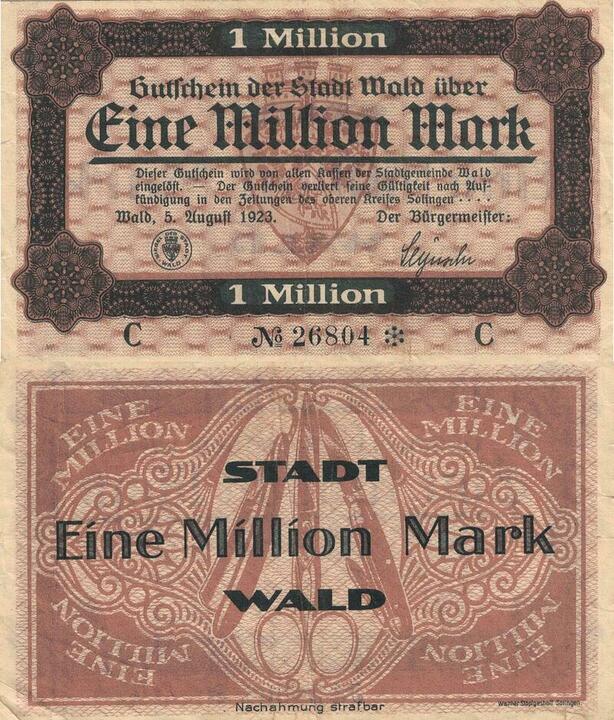 1 Million
Gutschein der Stadt Wald über
Eine Million Mark
Dieser Gutschein wird von allen Kassen der Stadtgemeinde Wald
eingelöst. — Der Gutschein verliert seine Gültigkeit nach Auf-
kündigung in den Zeitungen des oberen Kreises Solingen . . . .
Wald, 5. August 1923. Der Bürgermeister:
1 Million
C № 26804 ✻ C
EINE MILLION
EINE MILLION
STADT
Eine Million Mark
WALD
EINE MILLION
EINE MILLION
Nachahmung strafbar